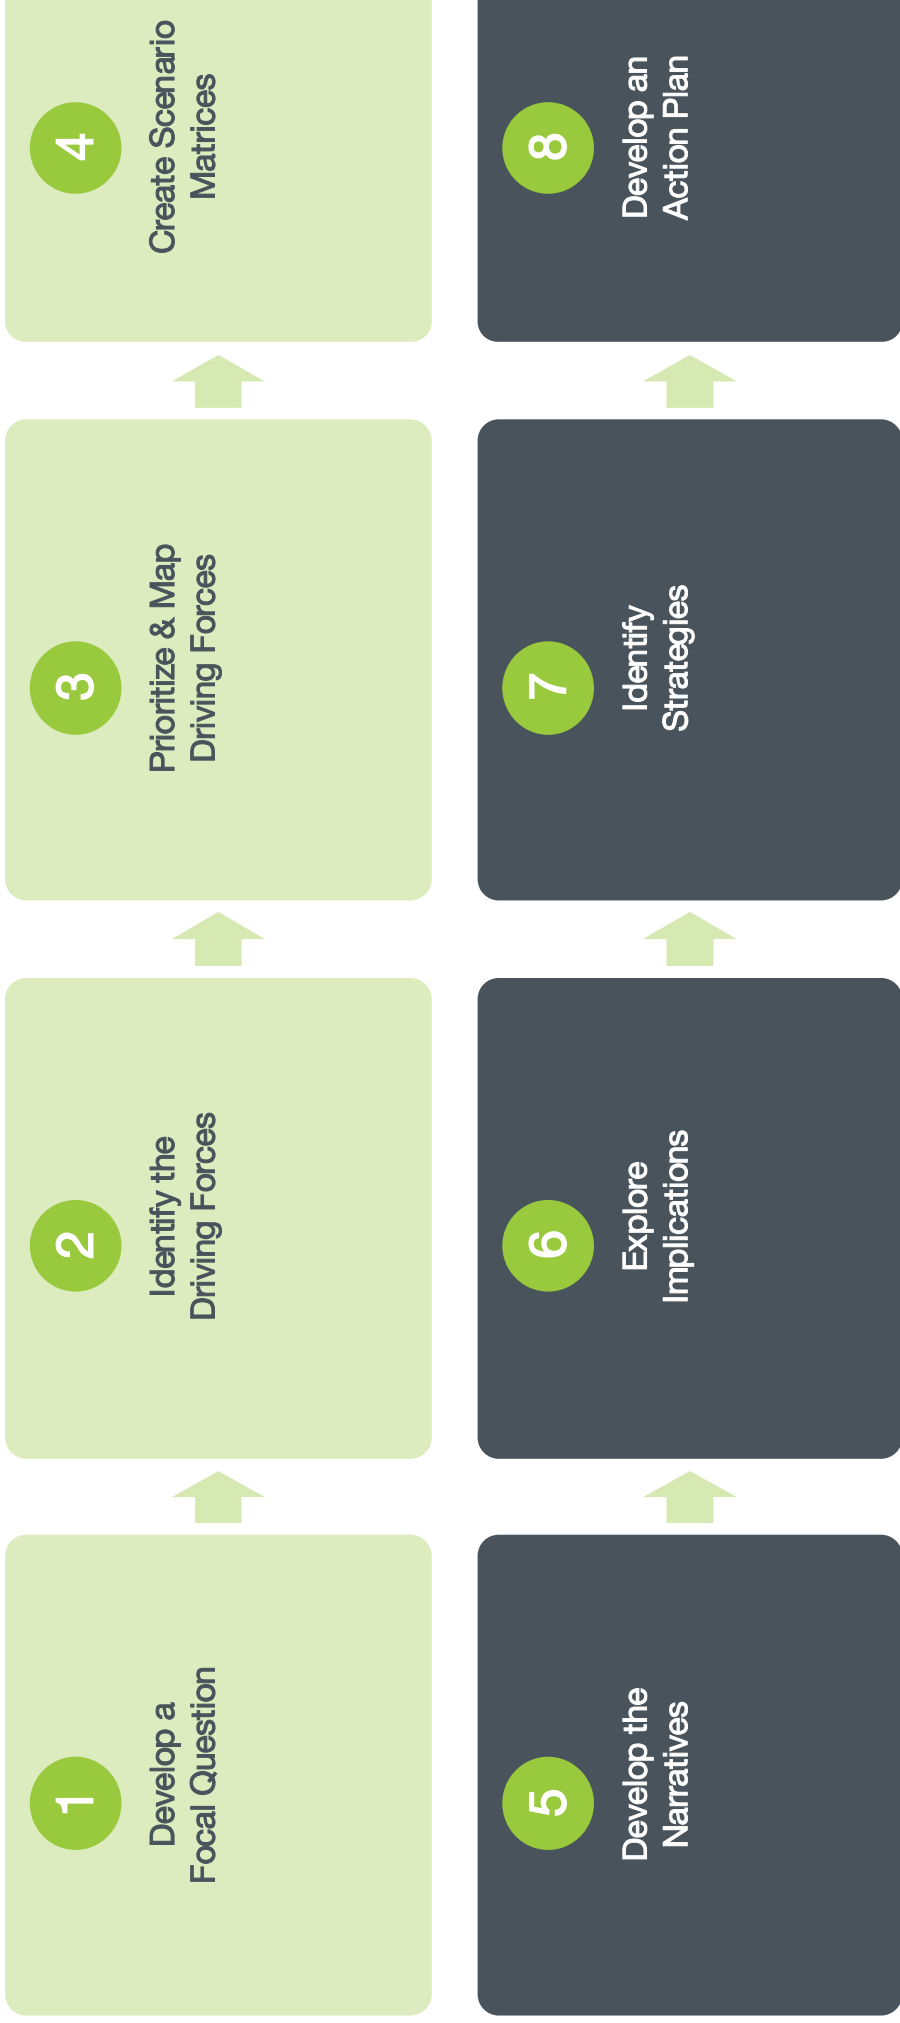 1
Develop a
Focal Question
2
Identify the
Driving Forces
3
Prioritize & Map
Driving Forces
4
Create Scenario
Matrices
5
Develop the
Narratives
6
Explore
Implications
7
Identify
Strategies
8
Develop an
Action Plan